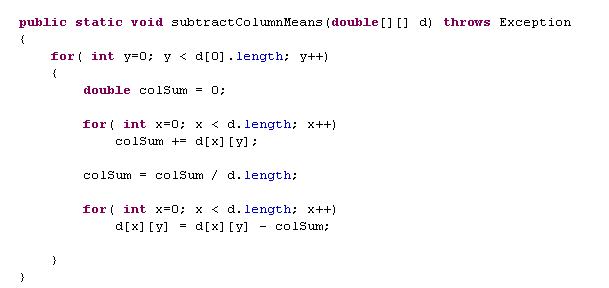 public static void subtractColumnMeans(double[][] d) throws Exception
{
for( int y=0; y < d[0].length; y++)
{
double colSum = 0;
for( int x=0; x < d.length; x++)
colSum += d[x][y];
colSum = colSum / d.length;
for( int x=0; x < d.length; x++)
d[x][y] = d[x][y] - colSum;
}
}